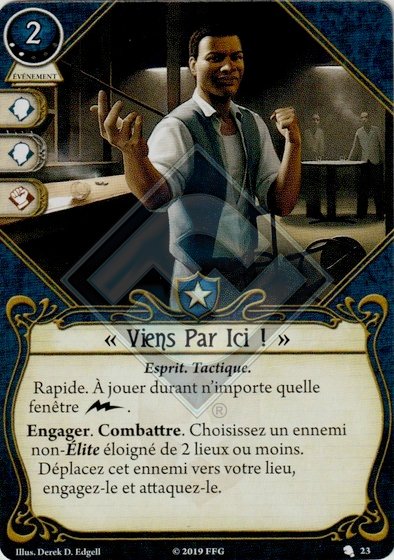 2
ÉVÉNEMENT
« Viens Par Ici ! »
Esprit. Tactique.
Rapide. À jouer durant n'importe quelle
fenêtre .
®
Engager. Combattre. Choisissez un ennemi
non-Élite éloigné de 2 lieux ou moins.
Déplacez cet ennemi vers votre lieu,
engagez-le et attaquez-le.
Illus. Derek D. Edgell
© 2019 FFG
23